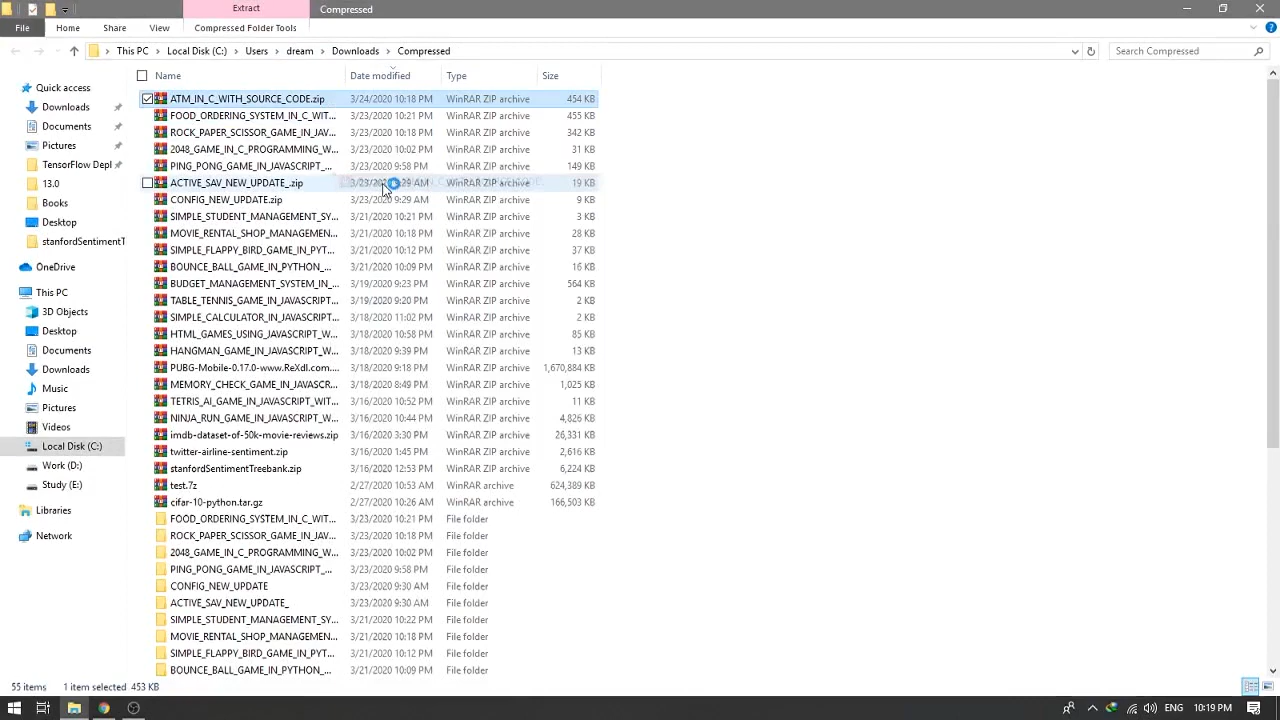 Extract
Compressed
File
Home
Share
View
Compressed Folder Tools
This PC
Local Disk (C:)
Users
dream
Downloads
Compressed
Search Compressed
Name
Date modified
Type
Size
Quick access
Downloads
Documents
Pictures
TensorFlow Depl
13.0
Books
Desktop
stanfordSentimentT
OneDrive
This PC
3D Objects
Desktop
Documents
Downloads
Music
Pictures
Videos
Local Disk (C:)
Work (D:)
Study (E:)
Libraries
Network
ATM_IN_C_WITH_SOURCE_CODE.zip 3/24/2020 10:18 PM WinRAR ZIP archive 454 KB
FOOD_ORDERING_SYSTEM_IN_C_WIT... 3/23/2020 10:21 PM WinRAR ZIP archive 455 KB
ROCK_PAPER_SCISSOR_GAME_IN_JAV... 3/23/2020 10:18 PM WinRAR ZIP archive 342 KB
2048_GAME_IN_C_PROGRAMMING_W... 3/23/2020 10:02 PM WinRAR ZIP archive 31 KB
PING_PONG_GAME_IN_JAVASCRIPT_... 3/23/2020 9:58 PM WinRAR ZIP archive 149 KB
ACTIVE_SAV_NEW_UPDATE_.zip WinRAR ZIP archive 19 KB
CONFIG_NEW_UPDATE.zip 3/23/2020 9:29 AM WinRAR ZIP archive 9 KB
SIMPLE_STUDENT_MANAGEMENT_SY... 3/21/2020 10:21 PM WinRAR ZIP archive 3 KB
MOVIE_RENTAL_SHOP_MANAGEMEN... 3/21/2020 10:18 PM WinRAR ZIP archive 28 KB
SIMPLE_FLAPPY_BIRD_GAME_IN_PYT... 3/21/2020 10:12 PM WinRAR ZIP archive 37 KB
BOUNCE_BALL_GAME_IN_PYTHON_... 3/21/2020 10:09 PM WinRAR ZIP archive 16 KB
BUDGET_MANAGEMENT_SYSTEM_IN_... 3/19/2020 9:23 PM WinRAR ZIP archive 564 KB
TABLE_TENNIS_GAME_IN_JAVASCRIPT... 3/19/2020 9:20 PM WinRAR ZIP archive 2 KB
SIMPLE_CALCULATOR_IN_JAVASCRIPT... 3/18/2020 11:02 PM WinRAR ZIP archive 2 KB
HTML_GAMES_USING_JAVASCRIPT_W... 3/18/2020 10:58 PM WinRAR ZIP archive 85 KB
HANGMAN_GAME_IN_JAVASCRIPT_W... 3/18/2020 9:39 PM WinRAR ZIP archive 13 KB
PUBG-Mobile-0.17.0-www.ReXdl.com.... 3/18/2020 9:18 PM WinRAR ZIP archive 1,670,884 KB
MEMORY_CHECK_GAME_IN_JAVASCR... 3/18/2020 8:49 PM WinRAR ZIP archive 1,025 KB
TETRIS_AI_GAME_IN_JAVASCRIPT_WIT... 3/16/2020 10:52 PM WinRAR ZIP archive 11 KB
NINJA_RUN_GAME_IN_JAVASCRIPT_W... 3/16/2020 10:44 PM WinRAR ZIP archive 4,826 KB
imdb-dataset-of-50k-movie-reviews.zip 3/16/2020 3:30 PM WinRAR ZIP archive 26,331 KB
twitter-airline-sentiment.zip 3/16/2020 1:45 PM WinRAR ZIP archive 2,616 KB
stanfordSentimentTreebank.zip 3/16/2020 12:53 PM WinRAR ZIP archive 6,224 KB
test.7z 2/27/2020 10:53 AM WinRAR archive 624,389 KB
cifar-10-python.tar.gz 2/27/2020 10:26 AM WinRAR archive 166,503 KB
FOOD_ORDERING_SYSTEM_IN_C_WIT... 3/23/2020 10:21 PM File folder
ROCK_PAPER_SCISSOR_GAME_IN_JAV... 3/23/2020 10:18 PM File folder
2048_GAME_IN_C_PROGRAMMING_W... 3/23/2020 10:02 PM File folder
PING_PONG_GAME_IN_JAVASCRIPT_... 3/23/2020 9:58 PM File folder
CONFIG_NEW_UPDATE 3/23/2020 9:30 AM File folder
ACTIVE_SAV_NEW_UPDATE_ 3/23/2020 9:30 AM File folder
SIMPLE_STUDENT_MANAGEMENT_SY... 3/21/2020 10:22 PM File folder
MOVIE_RENTAL_SHOP_MANAGEMEN... 3/21/2020 10:18 PM File folder
SIMPLE_FLAPPY_BIRD_GAME_IN_PYT... 3/21/2020 10:12 PM File folder
BOUNCE_BALL_GAME_IN_PYTHON_... 3/21/2020 10:09 PM File folder
55 items 1 item selected 453 KB
ENG 10:19 PM